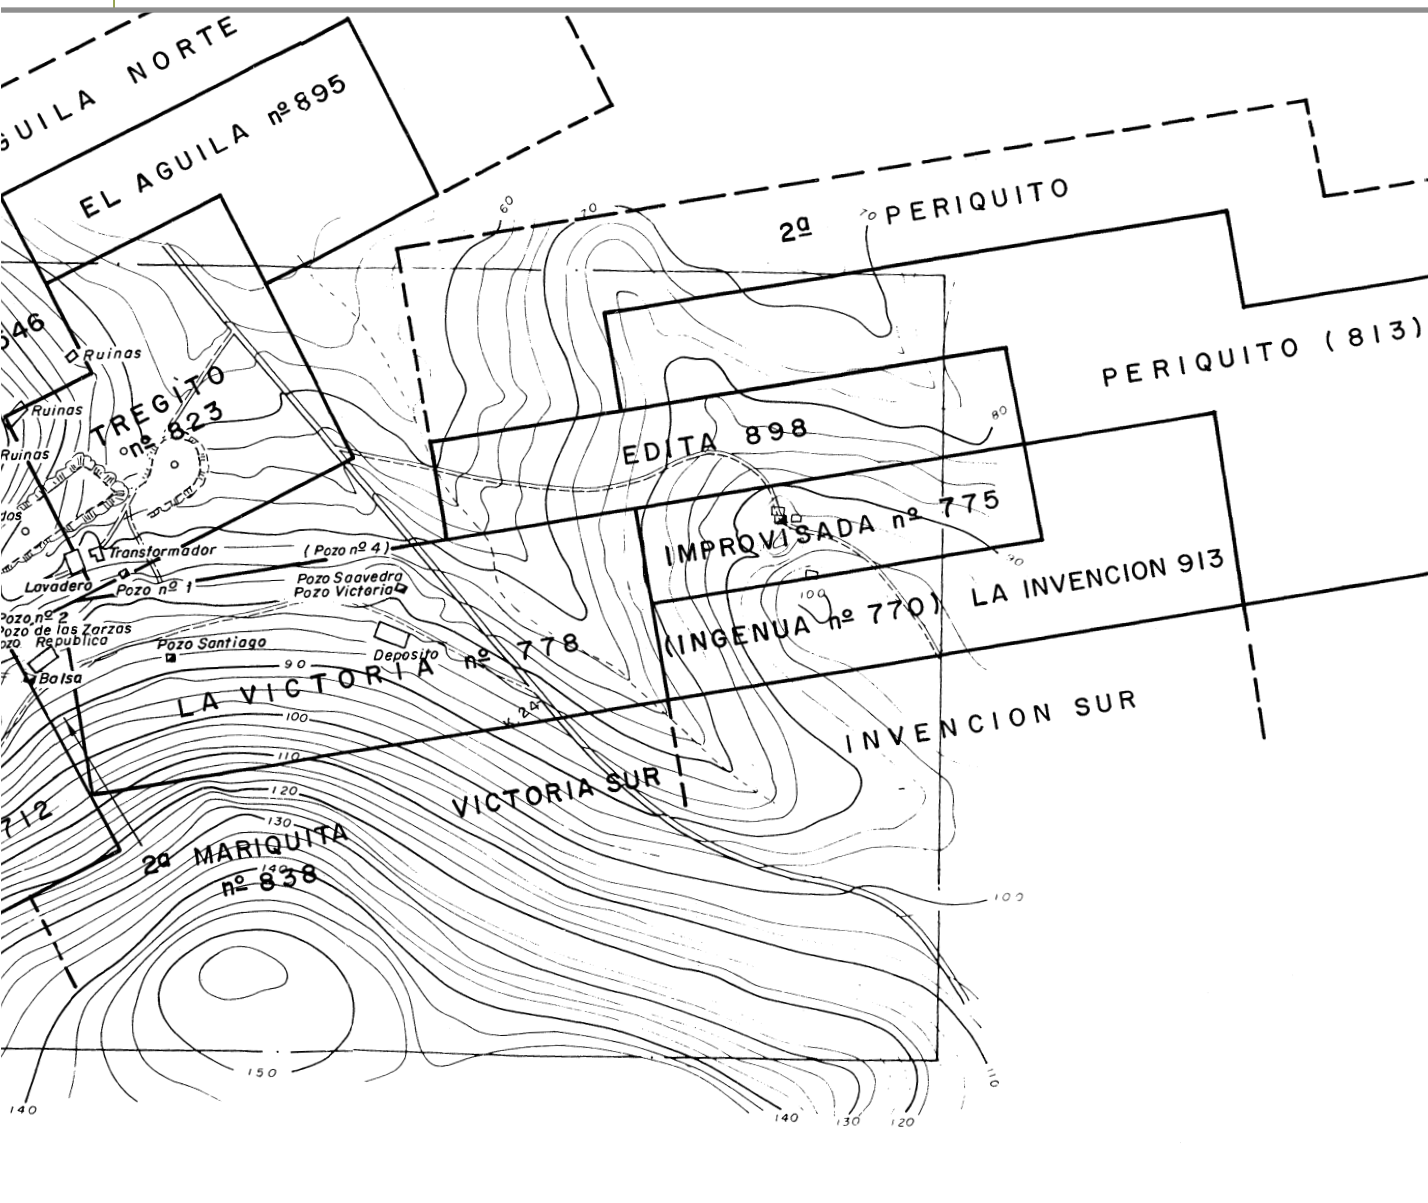 GUILA NORTE
EL AGUILA nº 895
60
70
2ª PERIQUITO
70
PERIQUITO (813)
546
Ruinas
Ruinas
Ruinas
TREGITO
nº 823
EDITA 898
80
IMPROVISADA nº 775
90
100
LA INVENCION 913
(INGENUA nº 770)
Transformador
(Pozo nº 4)
Lavadero
Pozo nº 1
Pozo Saavedra
Pozo Victoria
Pozo nº 2
Pozo de las Zarzas
Republica
Pozo Santiago
Deposito
Balsa
90
LA VICTORIA nº 778
K.24
100
INVENCION SUR
110
VICTORIA SUR
120
712
130
2ª MARIQUITA
140
nº 838
100
150
110
140
140
130
120